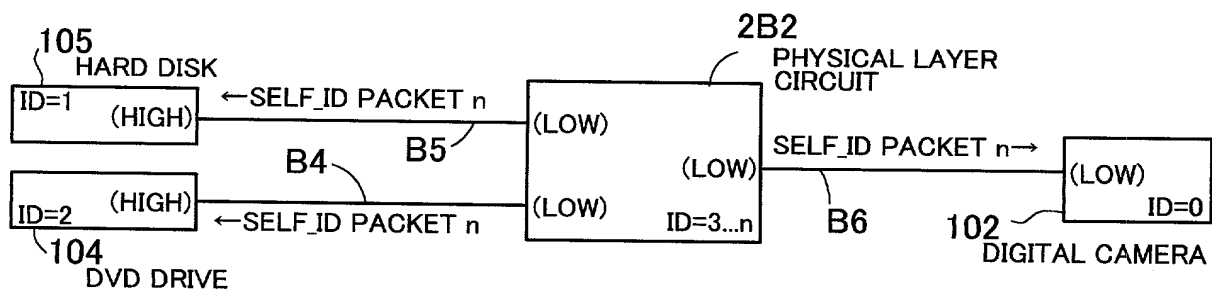 105
HARD DISK
ID=1
(HIGH)
←SELF_ID PACKET n
B5
(LOW)
2B2
PHYSICAL LAYER
CIRCUIT
B4
(HIGH)
ID=2
←SELF_ID PACKET n
(LOW)
(LOW)
ID=3...n
104
DVD DRIVE
SELF_ID PACKET n→
B6
(LOW)
ID=0
102
DIGITAL CAMERA